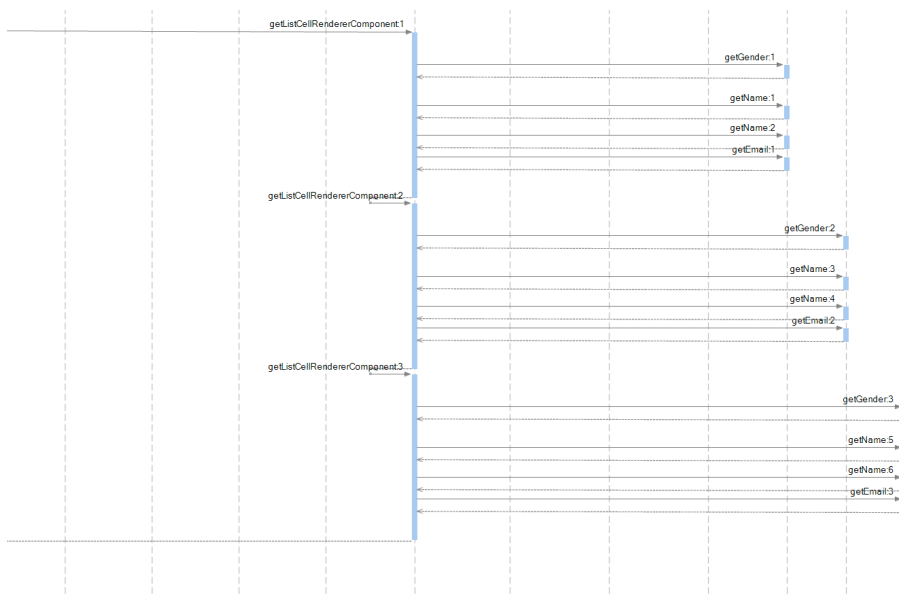 getListCellRendererComponent:1
getGender:1
getName:1
getName:2
getEmail:1
getListCellRendererComponent:2
getGender:2
getName:3
getName:4
getEmail:2
getListCellRendererComponent:3
getGender:3
getName:5
getName:6
getEmail:3